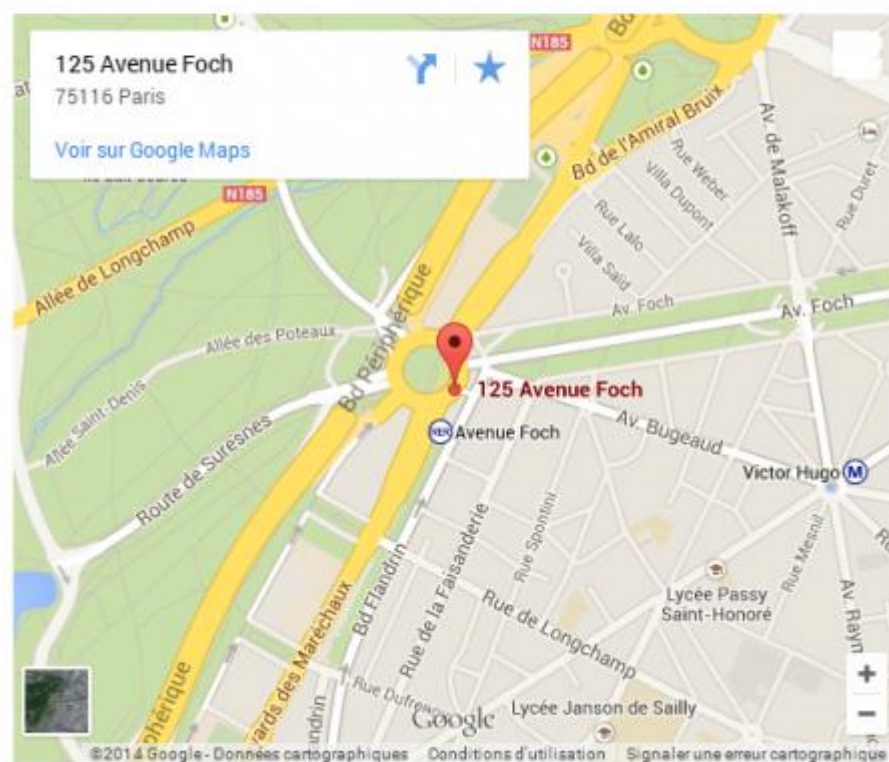 125 Avenue Foch
75116 Paris
Voir sur Google Maps
N185
N185
Bd de l'Amiral Bruix
Rue Weber
Villa Dupont
Av. de Malakoff
Rue Duret
Rue Lalo
Villa Saïd
Allée de Longchamp
Bd Périphérique
Av. Foch
Av. Foch
Allée des Poteaux
125 Avenue Foch
Allée Saint-Denis
Avenue Foch
Av. Bugeaud
Route de Suresnes
Victor Hugo
M
Rue Spontini
Rue Mesnil
Rue de la Faisanderie
Bd Flandrin
Lycée Passy
Saint-Honoré
Rue de Longchamp
Google
Lycée Janson de Sailly
©2014 Google - Données cartographiques
Conditions d'utilisation
Signaler une erreur cartographique